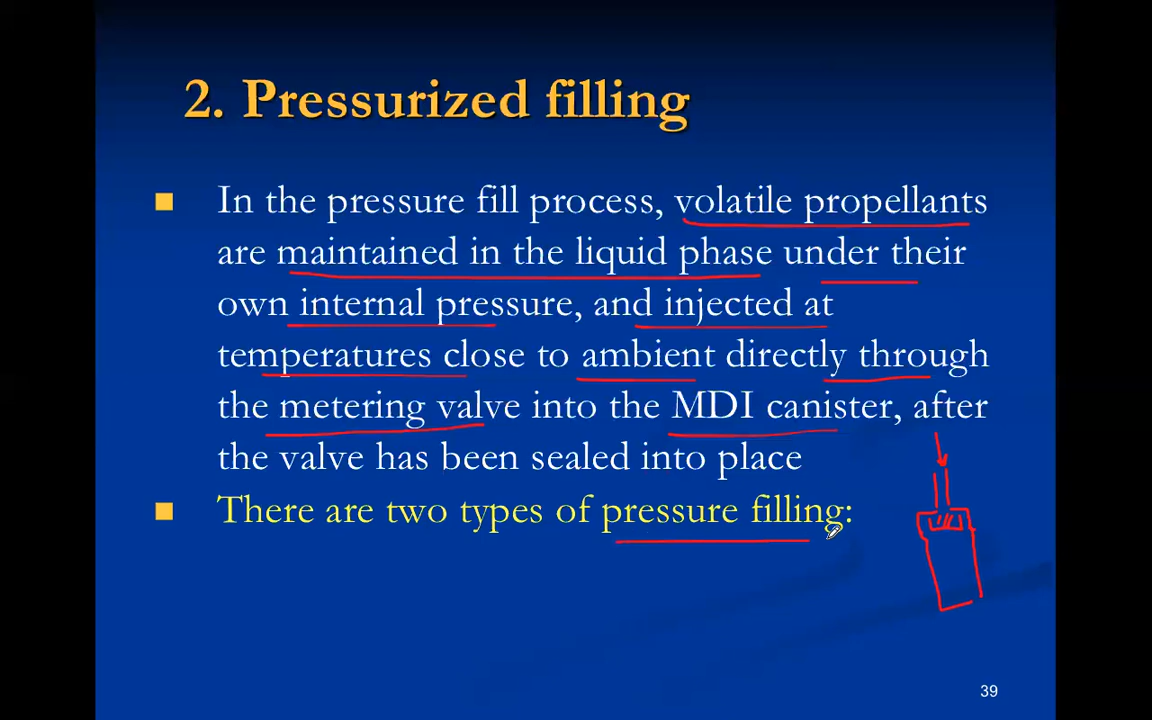 2. Pressurized filling
In the pressure fill process, volatile propellants
are maintained in the liquid phase under their
own internal pressure, and injected at
temperatures close to ambient directly through
the metering valve into the MDI canister, after
the valve has been sealed into place
There are two types of pressure filling:
39